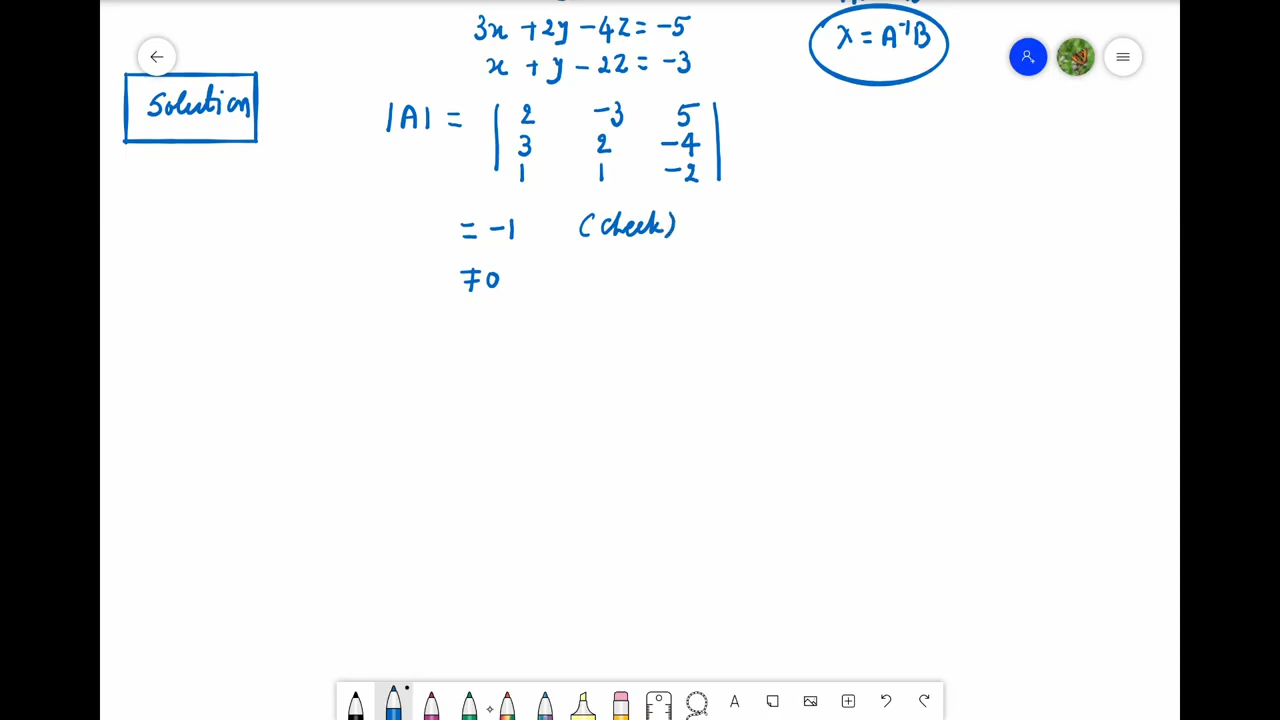 3x + 2y - 4z = -5
x + y - 2z = -3
X = A⁻¹B
Solution
|A| = | 2 -3 5 |
| 3 2 -4 |
| 1 1 -2 |
= -1 (check)
≠ 0
A